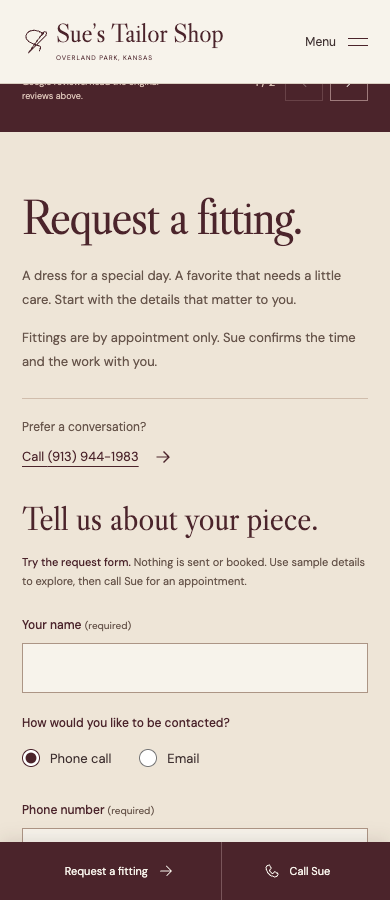 Sue's Tailor Shop
OVERLAND PARK, KANSAS
Menu
reviews above.
Request a fitting.
A dress for a special day. A favorite that needs a little
care. Start with the details that matter to you.
Fittings are by appointment only. Sue confirms the time
and the work with you.
Prefer a conversation?
Call (913) 944-1983
Tell us about your piece.
Try the request form. Nothing is sent or booked. Use sample details
to explore, then call Sue for an appointment.
Your name (required)
How would you like to be contacted?
Phone call
Email
Phone number (required)
Request a fitting
Call Sue